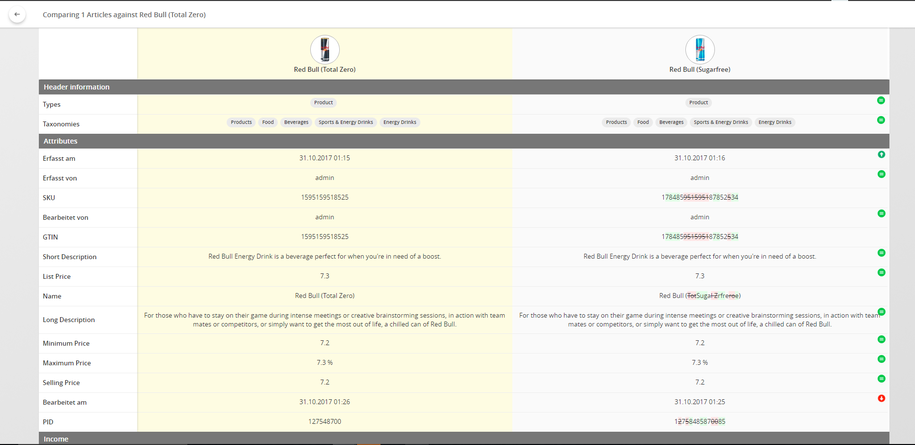 Comparing 1 Articles against Red Bull (Total Zero)
Red Bull (Total Zero) Red Bull (Sugarfree)
Header information
Types Product Product
Taxonomies Products Food Beverages Sports & Energy Drinks Energy Drinks Products Food Beverages Sports & Energy Drinks Energy Drinks
Attributes
Erfasst am 31.10.2017 01:15 31.10.2017 01:16
Erfasst von admin admin
SKU 1595159518525
Bearbeitet von admin admin
GTIN 1595159518525
Short Description Red Bull Energy Drink is a beverage perfect for when you're in need of a boost. Red Bull Energy Drink is a beverage perfect for when you're in need of a boost.
List Price 7.3 7.3
Name Red Bull (Total Zero) Red Bull
Long Description For those who have to stay on their game during intense meetings or creative brainstorming sessions, in action with team For those who have to stay on their game during intense meetings or creative brainstorming sessions, in action with team
mates or competitors, or simply want to get the most out of life, a chilled can of Red Bull. mates or competitors, or simply want to get the most out of life, a chilled can of Red Bull.
Minimum Price 7.2 7.2
Maximum Price 7.3 % 7.3 %
Selling Price 7.2 7.2
Bearbeitet am 31.10.2017 01:26 31.10.2017 01:25
PID 127548700
Income